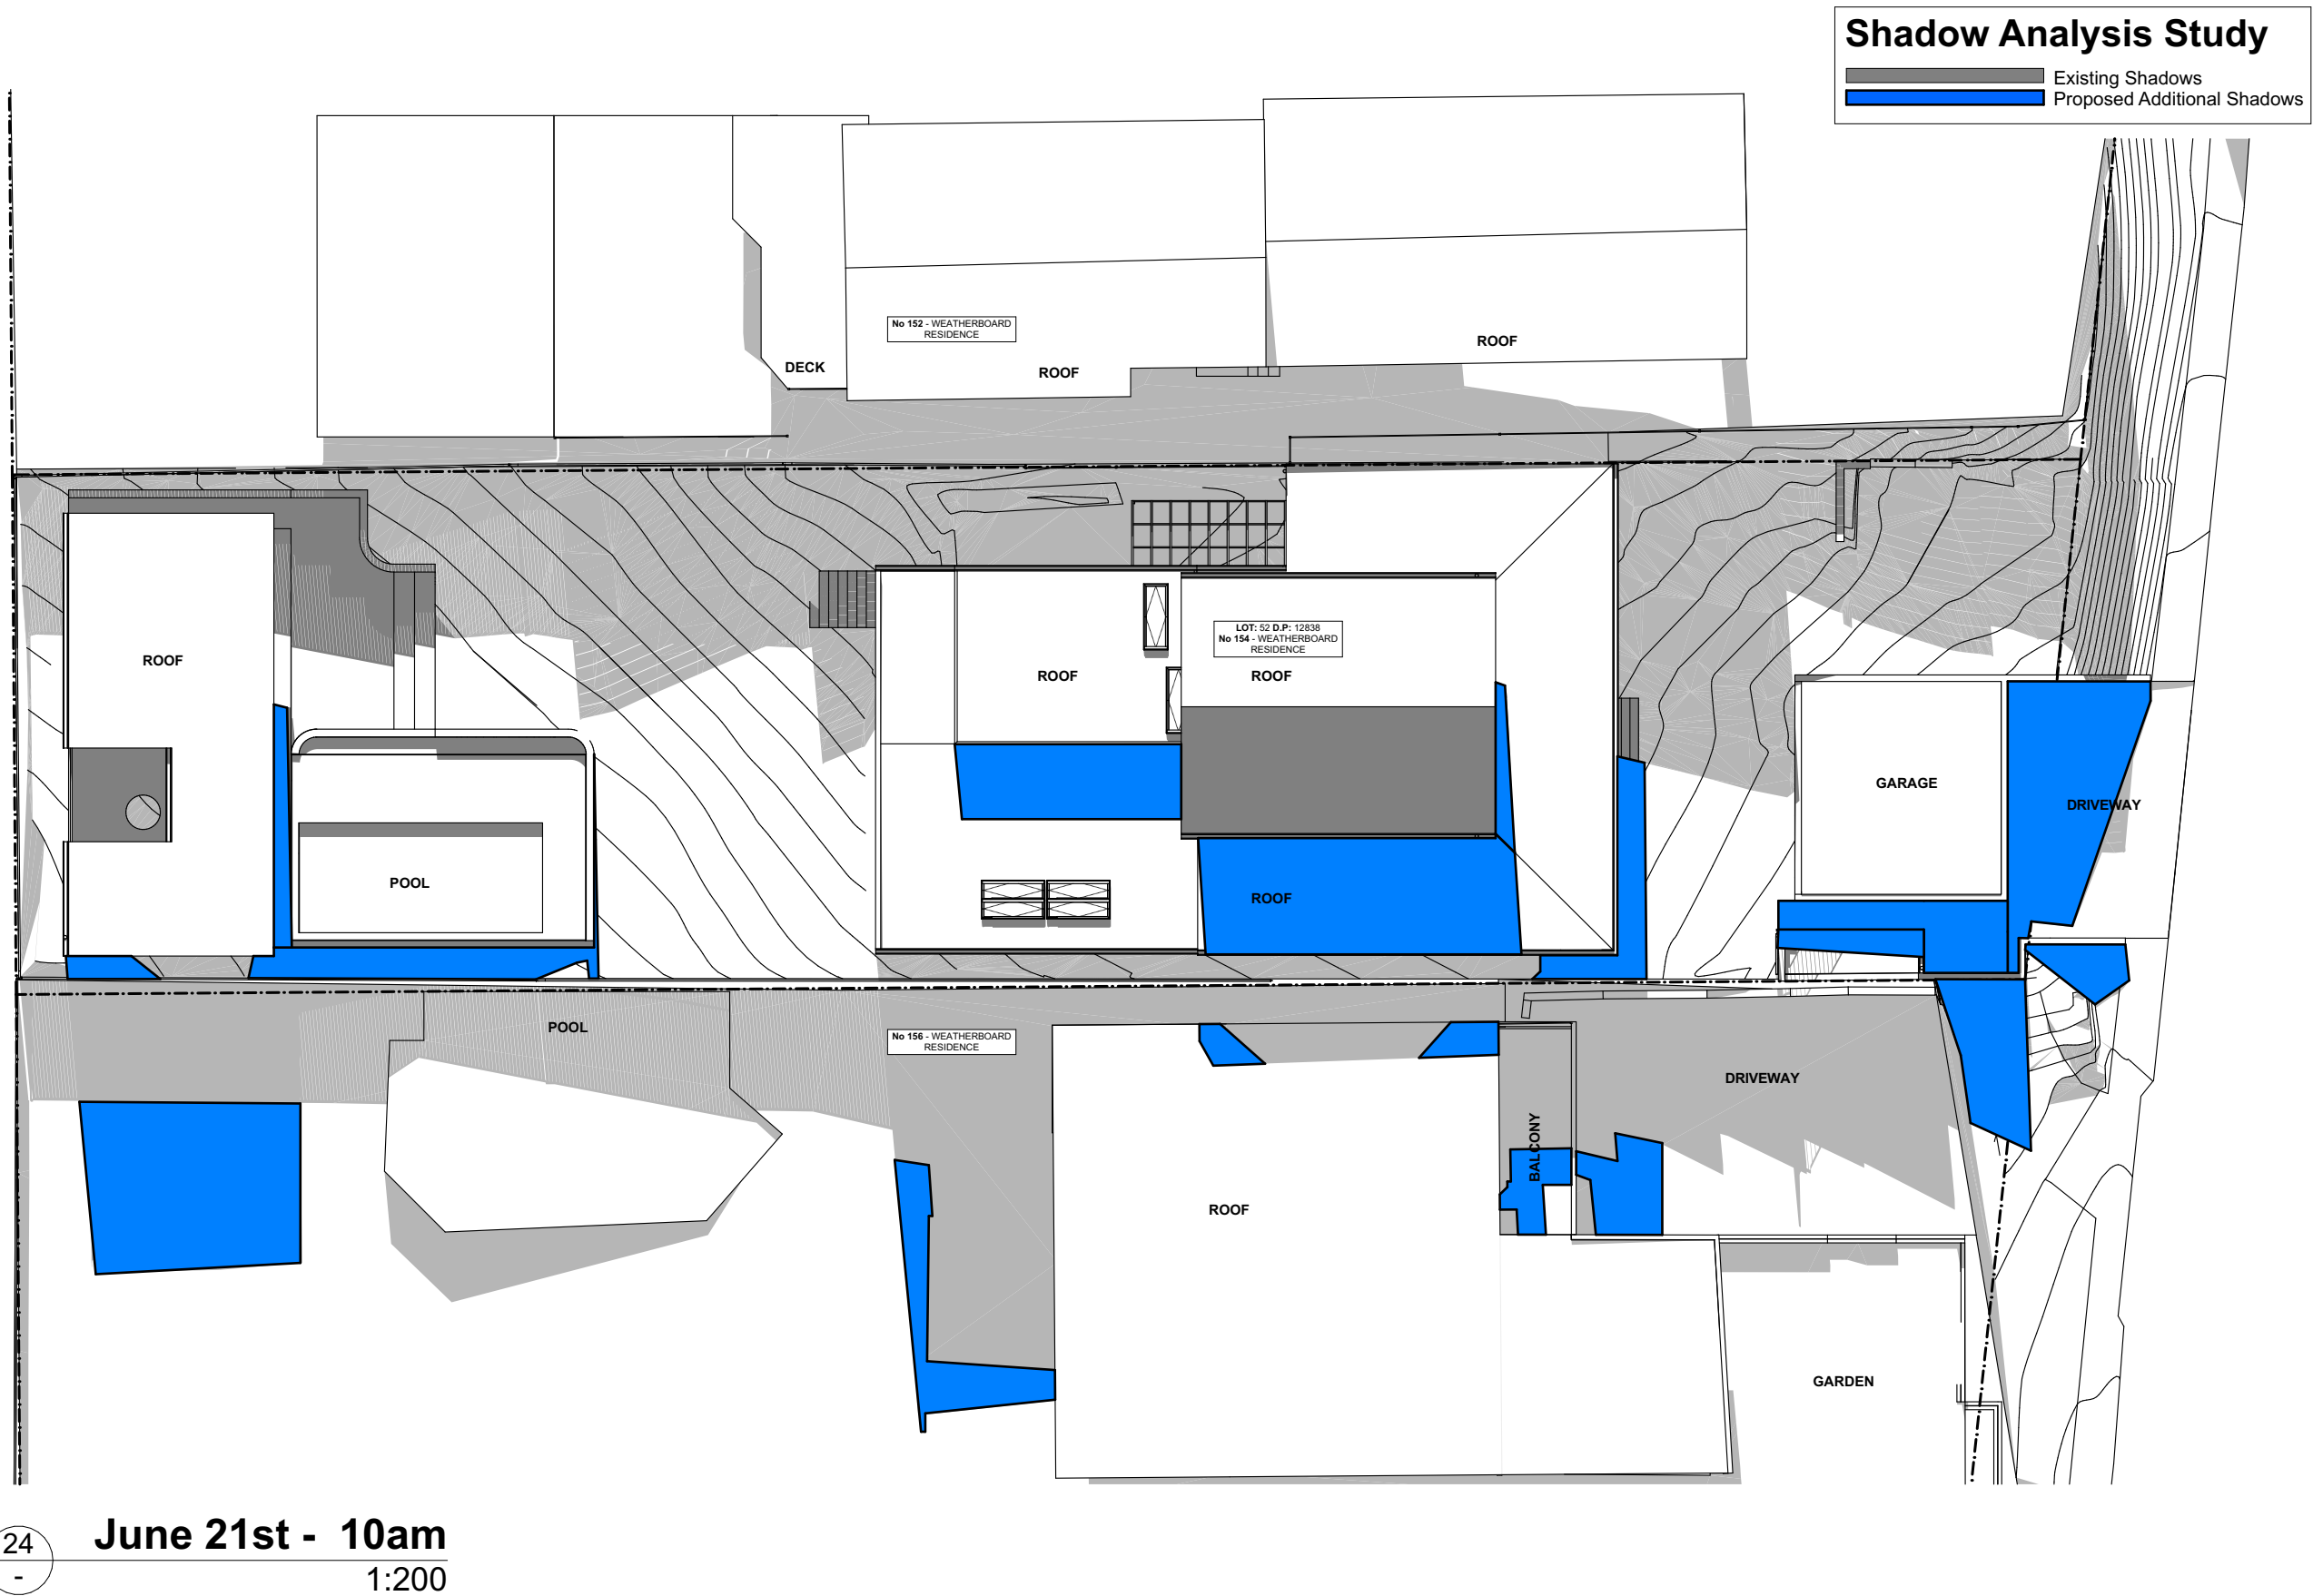 Shadow Analysis Study
Existing Shadows
Proposed Additional Shadows
No 152 - WEATHERBOARD
RESIDENCE
DECK
ROOF
ROOF
LOT: 52 D.P: 12838
No 154 - WEATHERBOARD
RESIDENCE
ROOF
ROOF
ROOF
GARAGE
DRIVEWAY
POOL
ROOF
POOL
No 156 - WEATHERBOARD
RESIDENCE
DRIVEWAY
BALCONY
ROOF
GARDEN
24
-
June 21st - 10am
1:200